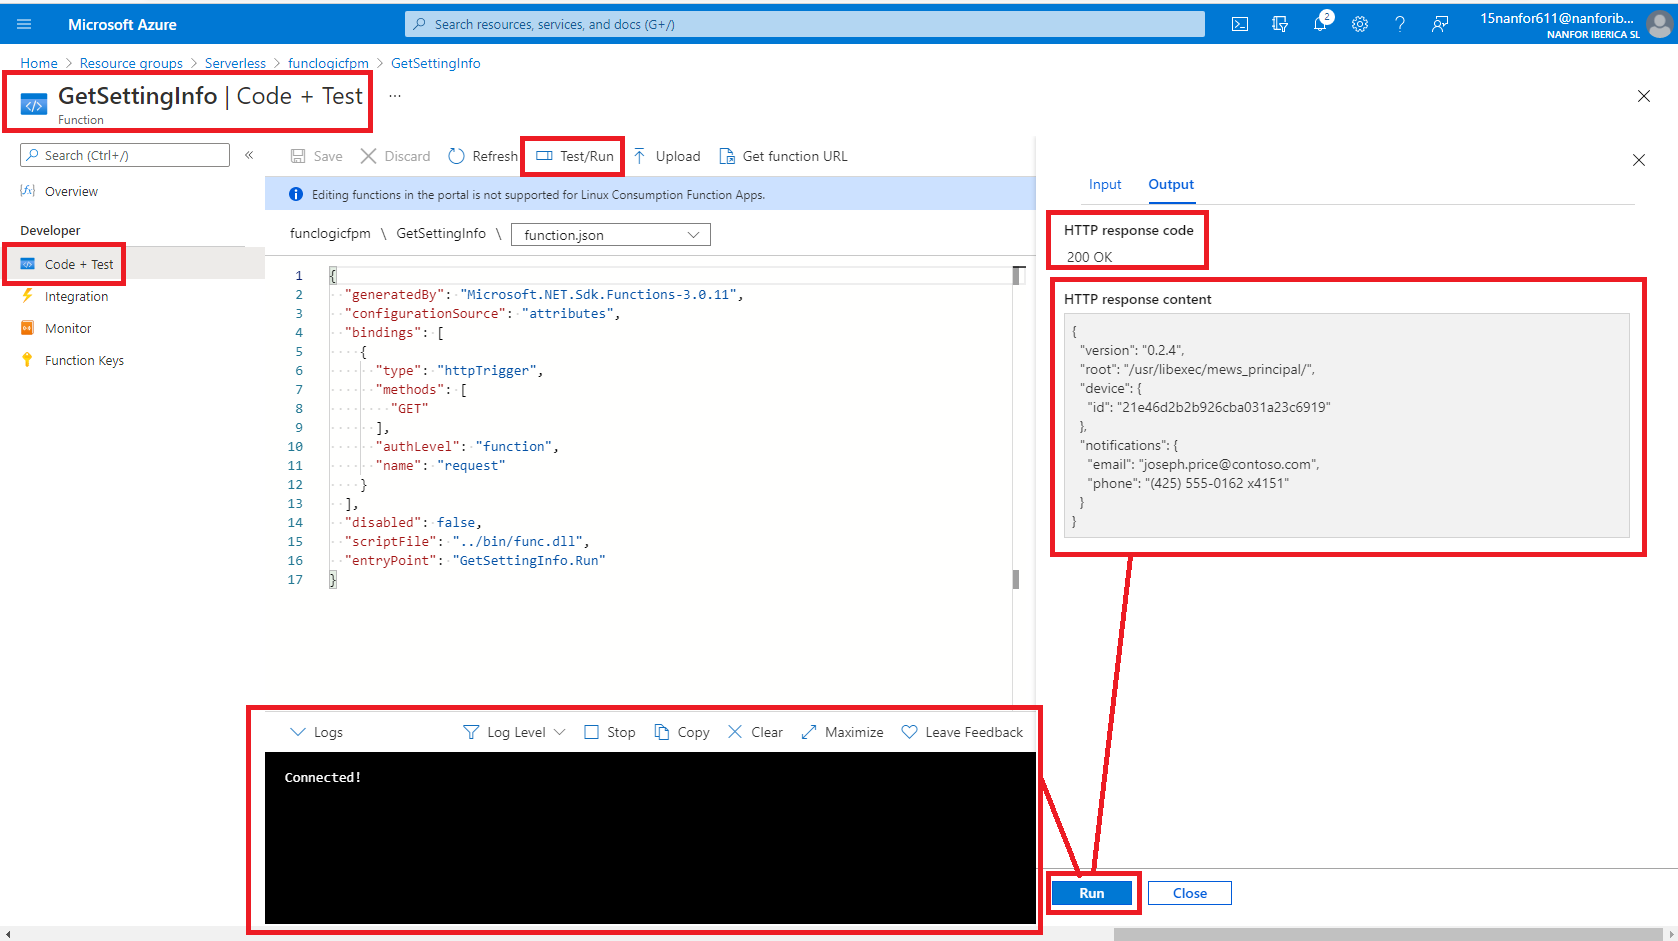 Microsoft Azure
Search resources, services, and docs (G+/)
2
15nanfor611@nanforib...
NANFOR IBERICA SL
Home > Resource groups > Serverless > funclogicfpm > GetSettingInfo
GetSettingInfo | Code + Test ...
Function
Search (Ctrl+/)
«
Overview
Developer
Code + Test
Integration
Monitor
Function Keys
Save Discard Refresh Test/Run Upload Get function URL
Editing functions in the portal is not supported for Linux Consumption Function Apps.
funclogicfpm \ GetSettingInfo \ function.json
1 {
2 "generatedBy": "Microsoft.NET.Sdk.Functions-3.0.11",
3 "configurationSource": "attributes",
4 "bindings": [
5 {
6 "type": "httpTrigger",
7 "methods": [
8 "GET"
9 ],
10 "authLevel": "function",
11 "name": "request"
12 }
13 ],
14 "disabled": false,
15 "scriptFile": "../bin/func.dll",
16 "entryPoint": "GetSettingInfo.Run"
17 }
Logs Log Level Stop Copy Clear Maximize Leave Feedback
Connected!
Input Output
HTTP response code
200 OK
HTTP response content
{
"version": "0.2.4",
"root": "/usr/libexec/mews_principal/",
"device": {
"id": "21e46d2b2b926cba031a23c6919"
},
"notifications": {
"email": "joseph.price@contoso.com",
"phone": "(425) 555-0162 x4151"
}
}
Run Close